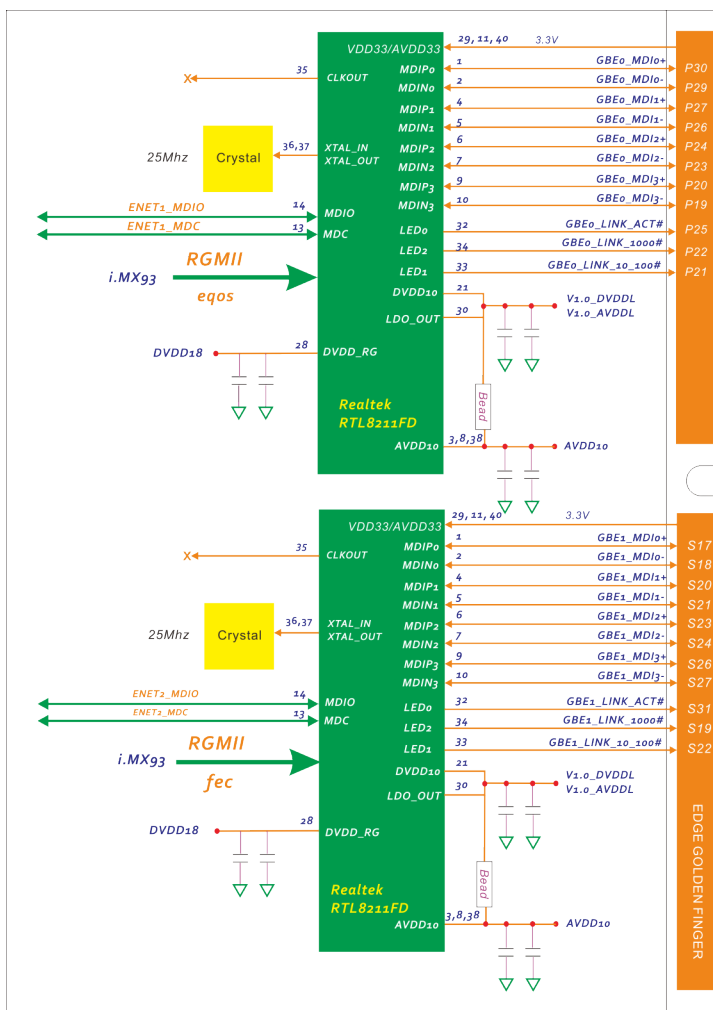 VDD33/AVDD33 29, 11, 40 3.3V
35 CLKOUT MDIP0 1 GBE0_MDI0+ P30
X
MDIN0 2 GBE0_MDI0- P29
MDIP1 4 GBE0_MDI1+ P27
MDIN1 5 GBE0_MDI1- P26
25Mhz Crystal 36,37 XTAL_IN MDIP2 6 GBE0_MDI2+ P24
XTAL_OUT MDIN2 7 GBE0_MDI2- P23
MDIP3 9 GBE0_MDI3+ P20
ENET1_MDIO 14 MDIO MDIN3 10 GBE0_MDI3- P19
ENET1_MDC 13 MDC LED0 32 GBE0_LINK_ACT# P25
RGMII LED2 34 GBE0_LINK_1000# P22
i.MX93 LED1 33 GBE0_LINK_10_100# P21
eqos DVDD10 21 V1.0_DVDDL
LDO_OUT 30 V1.0_AVDDL
DVDD18 28 DVDD_RG
Bead
Realtek
RTL8211FD
AVDD10 3,8,38 AVDD10
VDD33/AVDD33 29, 11, 40 3.3V
35 CLKOUT MDIP0 1 GBE1_MDI0+ S17
X
MDIN0 2 GBE1_MDI0- S18
MDIP1 4 GBE1_MDI1+ S20
MDIN1 5 GBE1_MDI1- S21
25Mhz Crystal 36,37 XTAL_IN MDIP2 6 GBE1_MDI2+ S23
XTAL_OUT MDIN2 7 GBE1_MDI2- S24
MDIP3 9 GBE1_MDI3+ S26
ENET2_MDIO 14 MDIO MDIN3 10 GBE1_MDI3- S27
ENET2_MDC 13 MDC LED0 32 GBE1_LINK_ACT# S31
RGMII LED2 34 GBE1_LINK_1000# S19
i.MX93 LED1 33 GBE1_LINK_10_100# S22
fec DVDD10 21 V1.0_DVDDL
LDO_OUT 30 V1.0_AVDDL
DVDD18 28 DVDD_RG
Bead
Realtek
RTL8211FD
AVDD10 3,8,38 AVDD10
EDGE GOLDEN FINGER